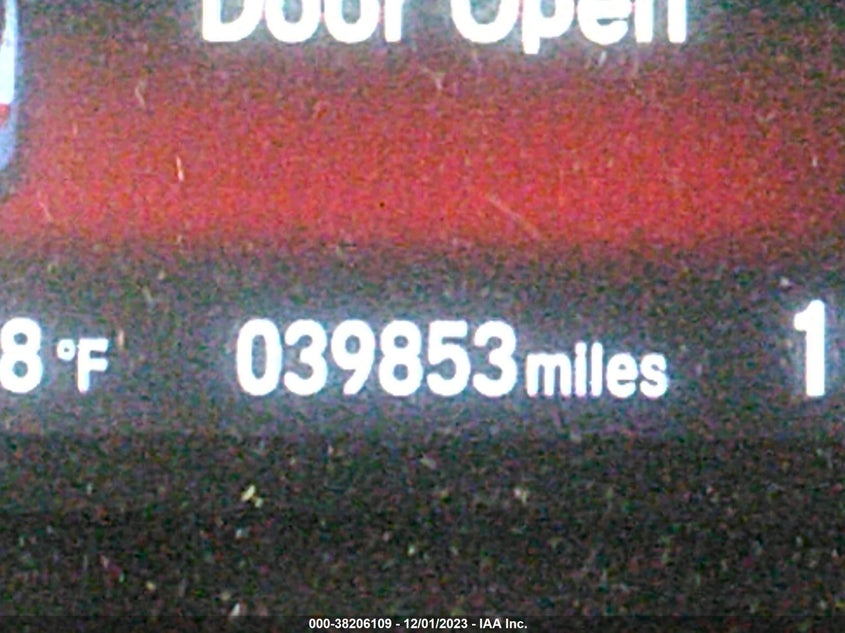 Door Open
8 °F 039853 miles 1
000-38206109 - 12/01/2023 - IAA Inc.